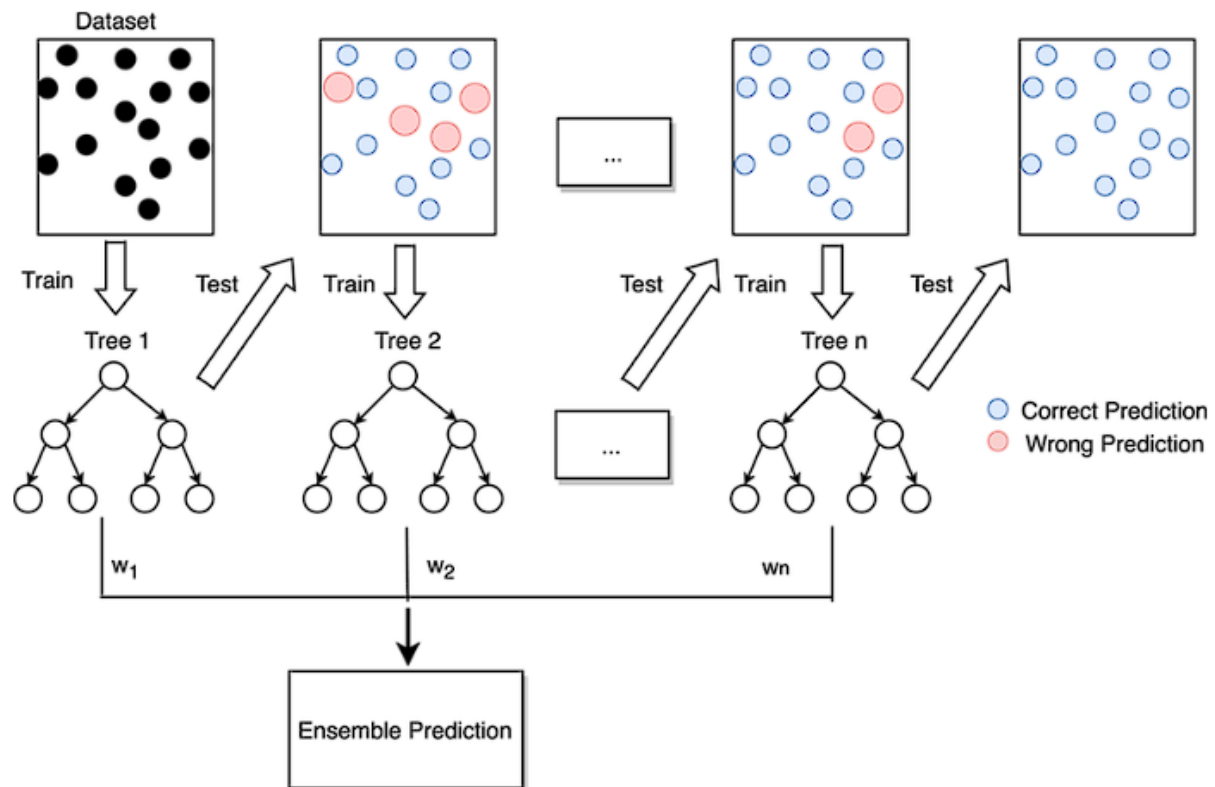 Dataset
...
Train
Test
Train
Test
Train
Test
Tree 1
Tree 2
Tree n
Correct Prediction
Wrong Prediction
...
w1
w2
wn
Ensemble Prediction